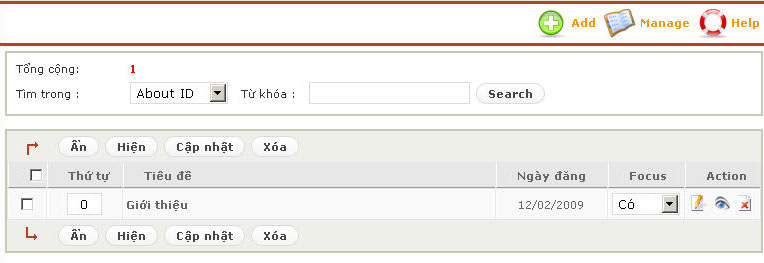 Add Manage Help
Tổng cộng: 1
Tìm trong : About ID Từ khóa : Search
Ẩn Hiện Cập nhật Xóa
Thứ tự Tiêu đề Ngày đăng Focus Action
0 Giới thiệu 12/02/2009 Có
Ẩn Hiện Cập nhật Xóa